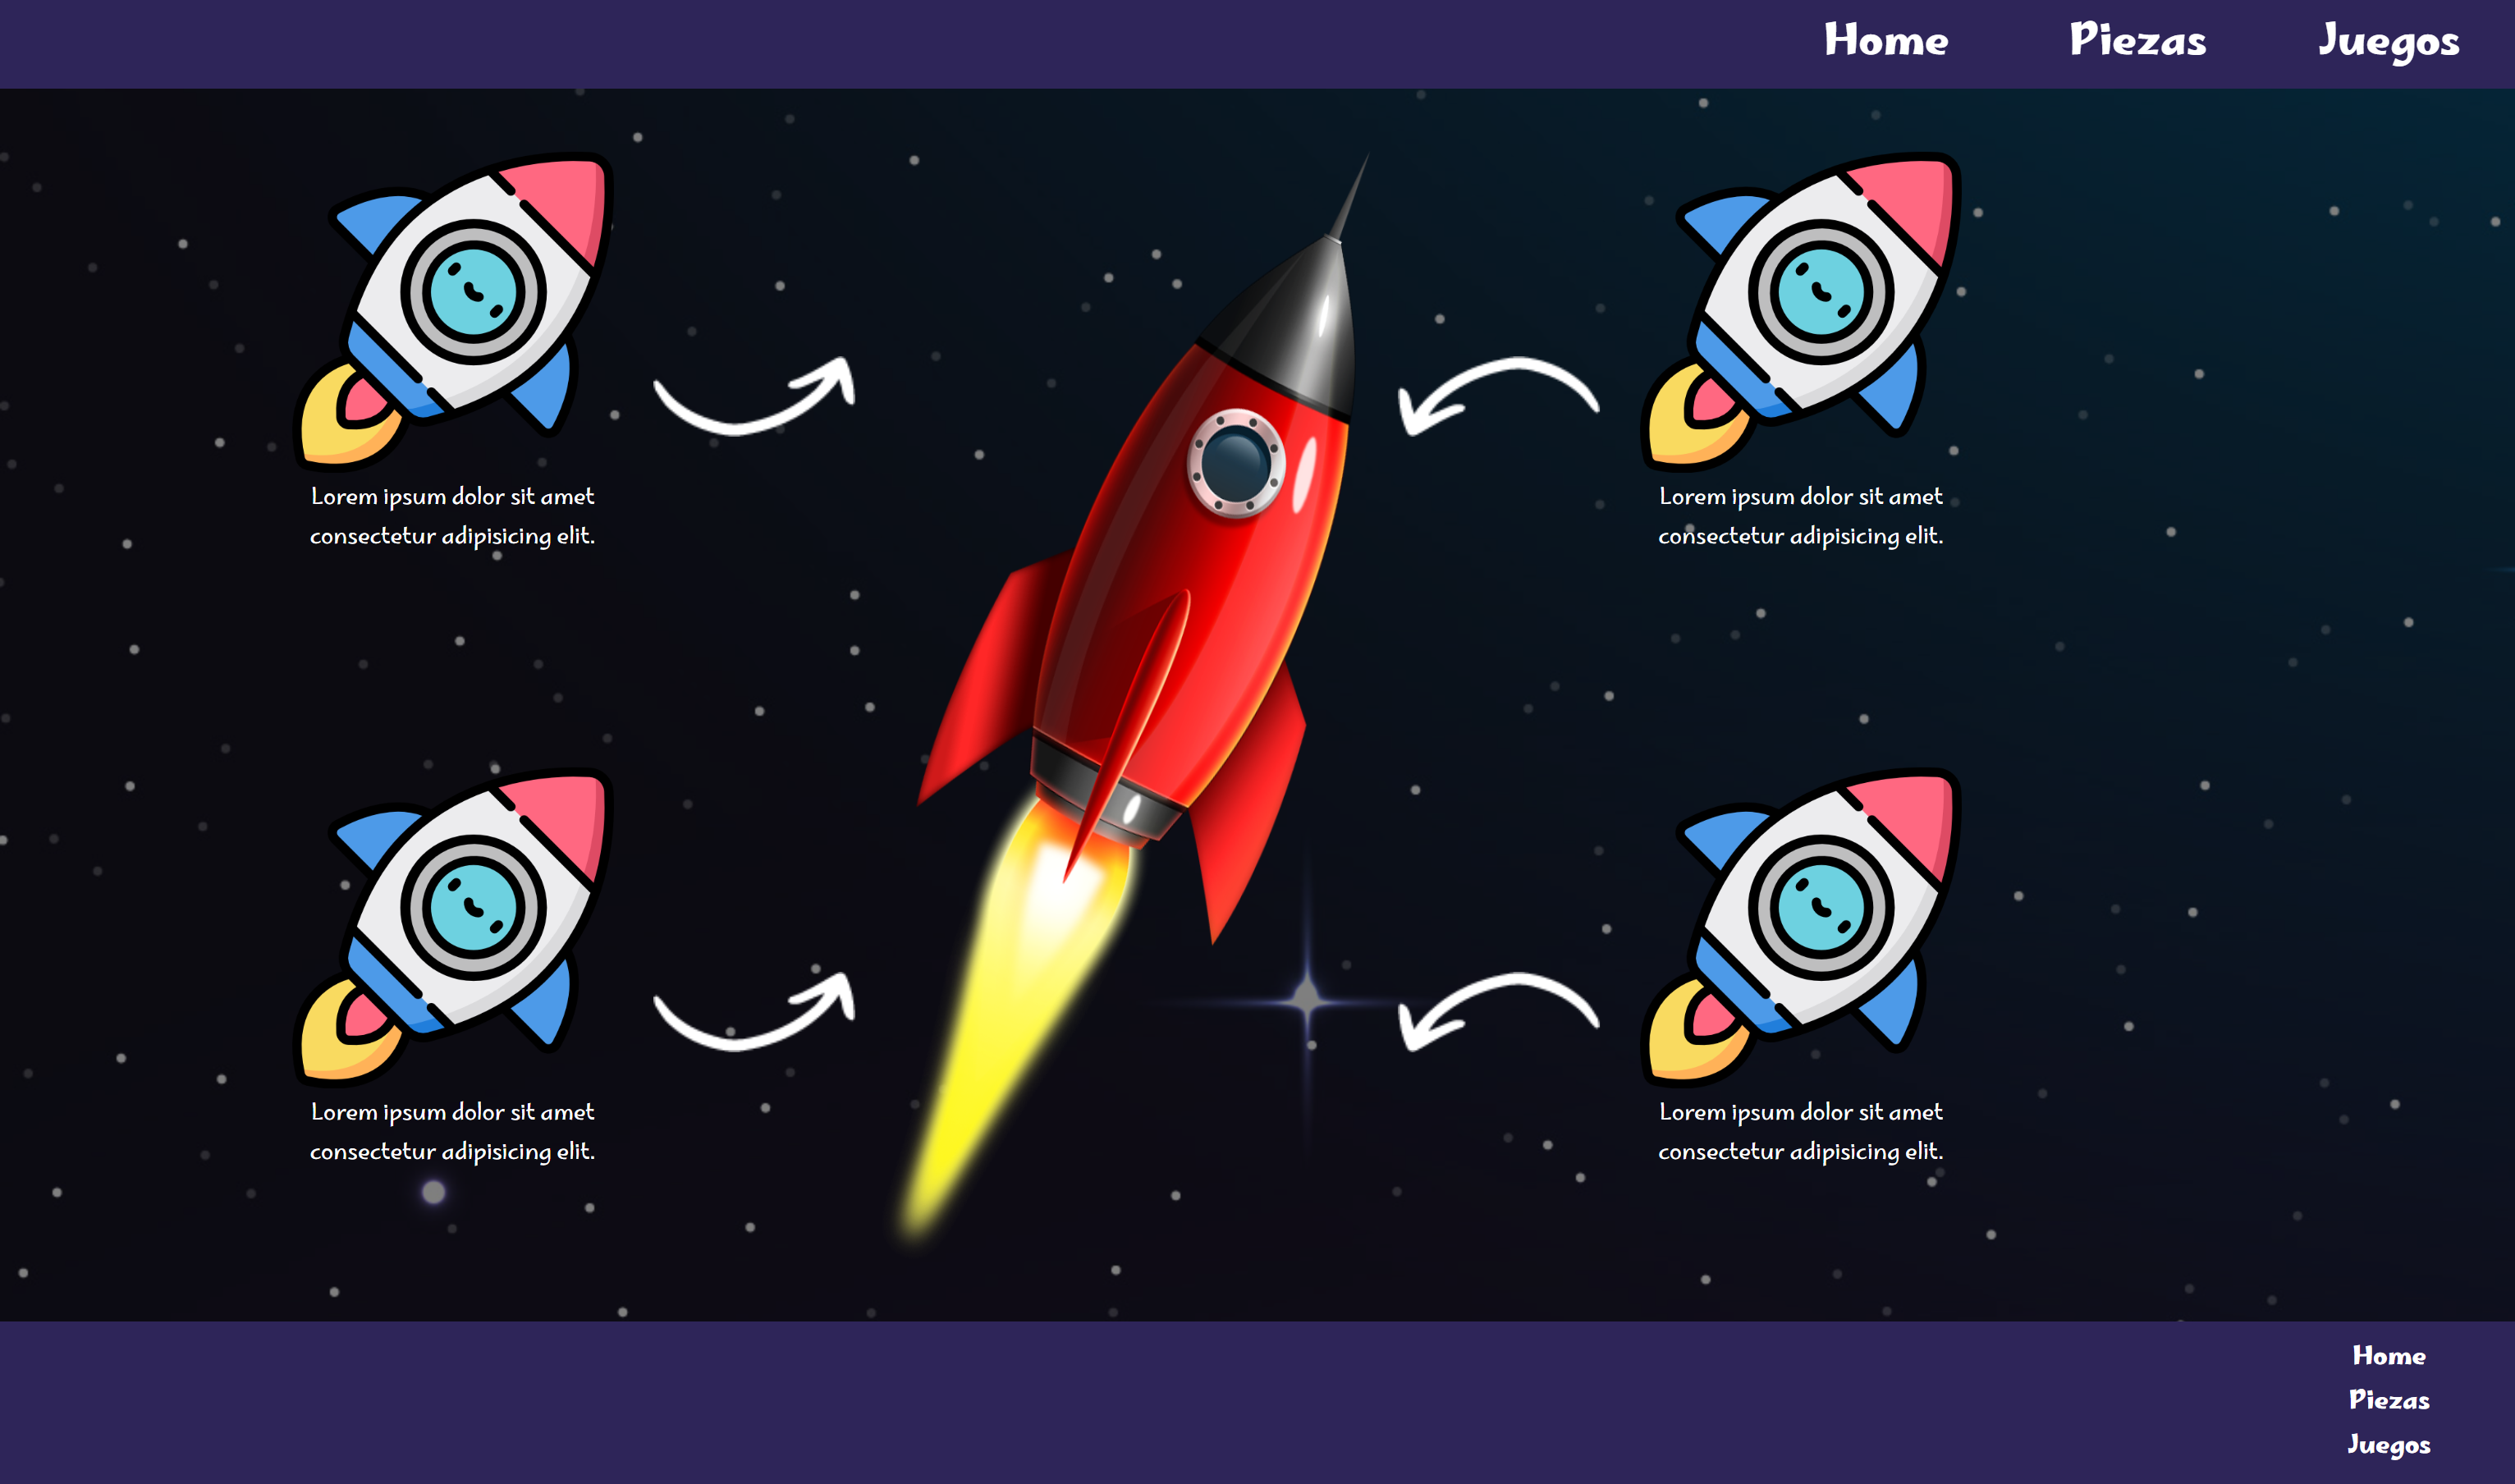 Home Piezas Juegos
Lorem ipsum dolor sit amet
consectetur adipisicing elit.
Lorem ipsum dolor sit amet
consectetur adipisicing elit.
Lorem ipsum dolor sit amet
consectetur adipisicing elit.
Lorem ipsum dolor sit amet
consectetur adipisicing elit.
Home
Piezas
Juegos